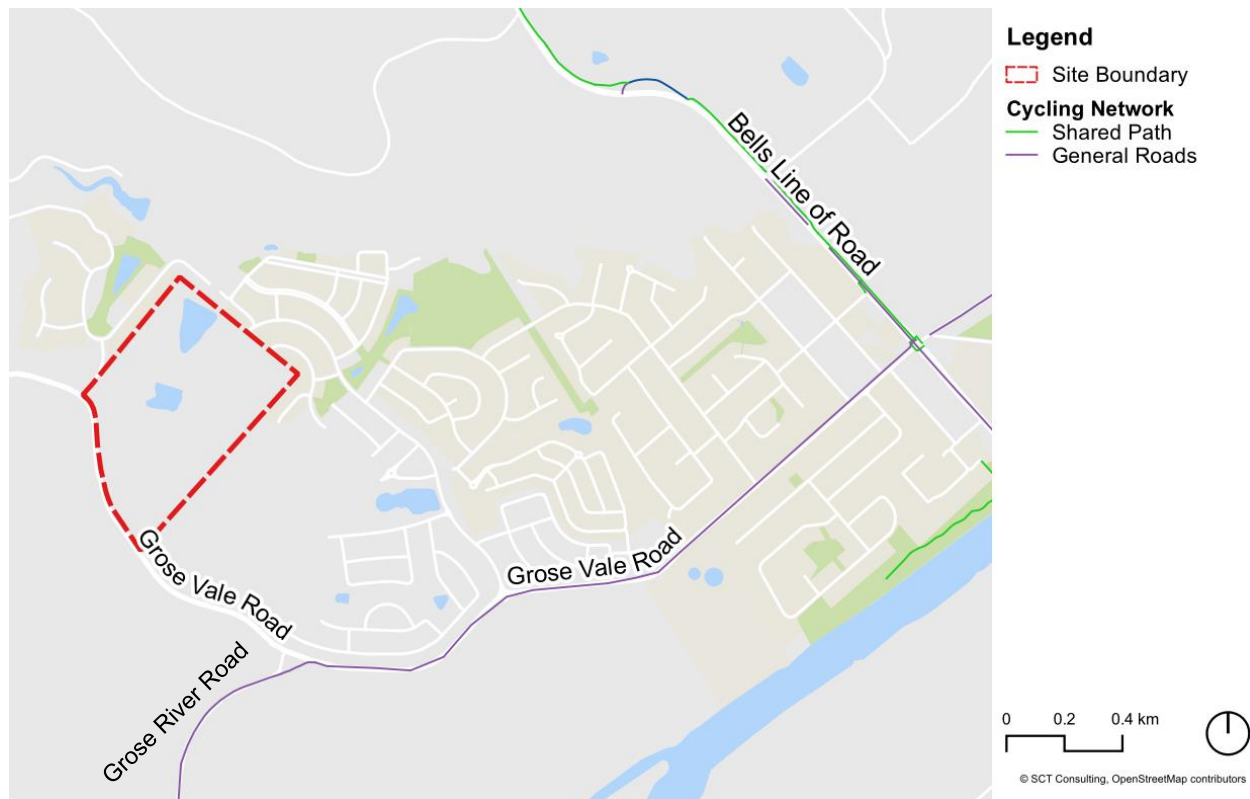 Bells Line of Road
Grose Vale Road
Grose Vale Road
Grose River Road
Legend
Site Boundary
Cycling Network
Shared Path
General Roads
0 0.2 0.4 km
© SCT Consulting, OpenStreetMap contributors